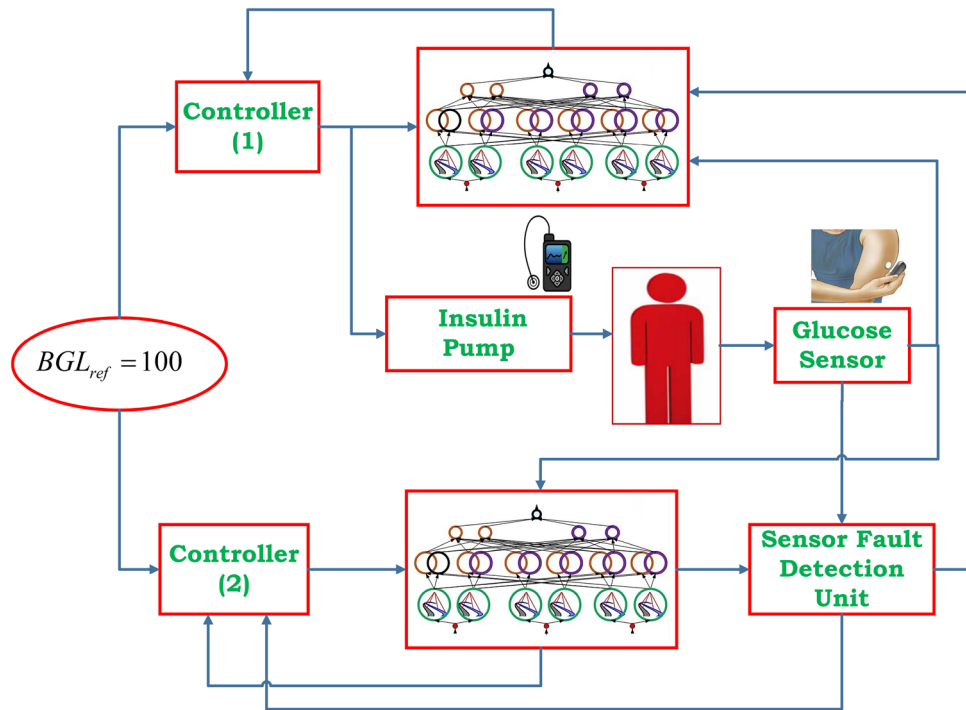 Controller
(1)
Insulin
Pump
Glucose
Sensor
BGL_ref = 100
Controller
(2)
Sensor Fault
Detection
Unit